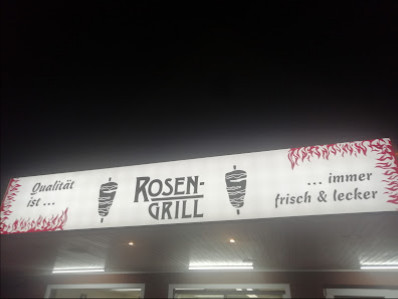 Qualität
ist ...
ROSEN-
GRILL
... immer
frisch & lecker